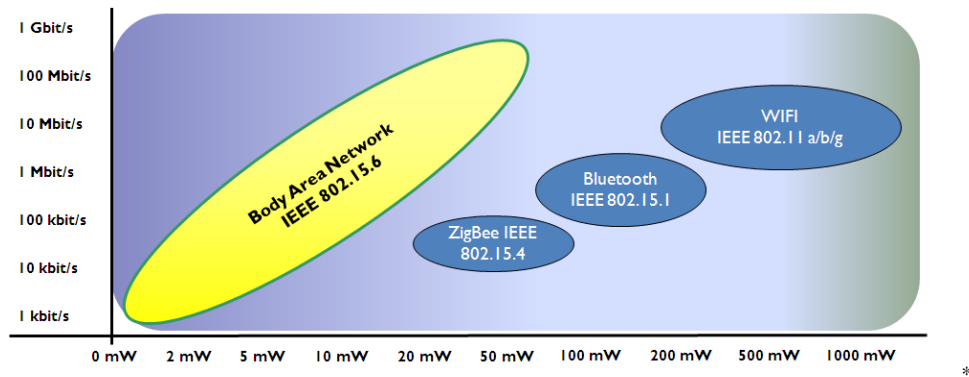 1 Gbit/s
100 Mbit/s
10 Mbit/s
1 Mbit/s
100 kbit/s
10 kbit/s
1 kbit/s
Body Area Network
IEEE 802.15.6
WIFI
IEEE 802.11 a/b/g
Bluetooth
IEEE 802.15.1
ZigBee IEEE
802.15.4
0 mW 2 mW 5 mW 10 mW 20 mW 50 mW 100 mW 200 mW 500 mW 1000 mW
*